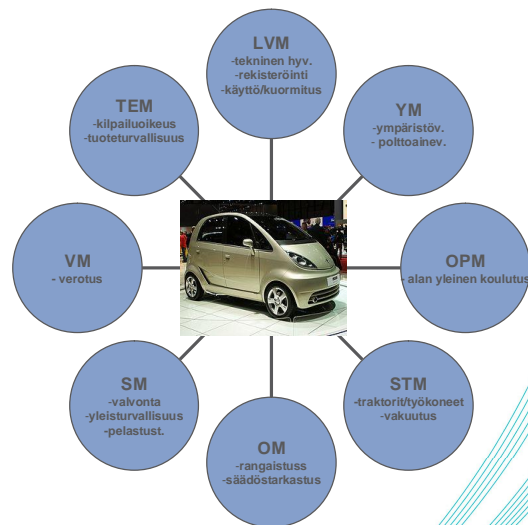 LVM
-tekninen hyv.
-rekisteröinti
-käyttö/kuormitus
TEM
-kilpailuoikeus
-tuoteturvallisuus
YM
-ympäristöv.
- polttoainev.
VM
- verotus
OPM
- alan yleinen koulutus
SM
-valvonta
-yleisturvallisuus
-pelastust.
STM
-traktorit/työkoneet
-vakuutus
OM
-rangaistuss
-säädöstarkastus